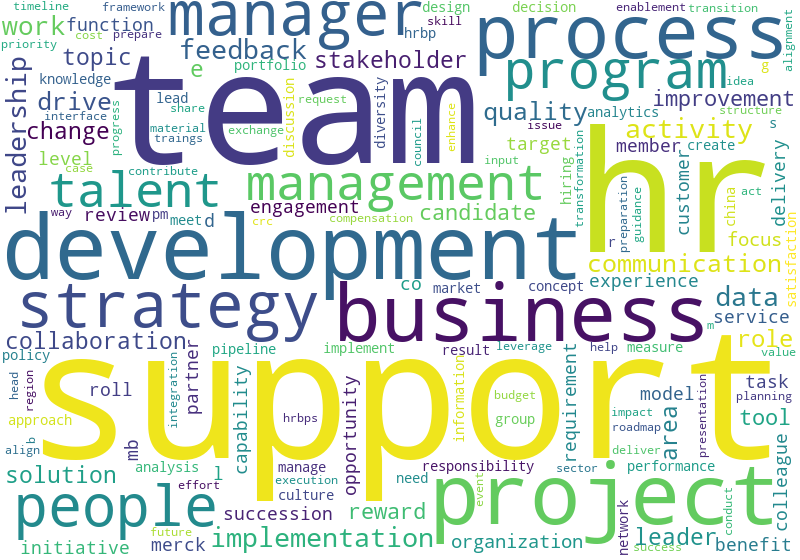 timeline
framework
manager
design
decision
enablement
transition
work
function
cost
prepare
skill
hrbp
process
alignment
priority
topic
feedback
stakeholder
program
idea
e
portfolio
g
leadership
knowledge
drive
lead
share
request
team
discussion
diversity
quality
analytics
improvement
structure
interface
change
progress
material
trainings
exchange
council
enhance
issue
target
hr
activity
s
level
case
contribute
talent
management
input
hiring
transformation
member
create
delivery
way
review
pm
meet
d
engagement
crc
compensation
candidate
r
preparation
guidance
customer
china
act
satisfaction
focus
development
communication
co
market
concept
experience
strategy
business
data
service
m
collaboration
role
policy
pipeline
implement
result
leverage
help
measure
value
head
region
integration
partner
support
approach
roll
capability
hrbps
opportunity
information
budget
group
requirement
model
impact
roadmap
area
presentation
task
planning
tool
align
b
mb
deliver
solution
analysis
l
manage
responsibility
need
sector
performance
colleague
effort
execution
culture
people
succession
reward
event
project
network
conduct
initiative
future
merck
implementation
organization
leader
success
benefit